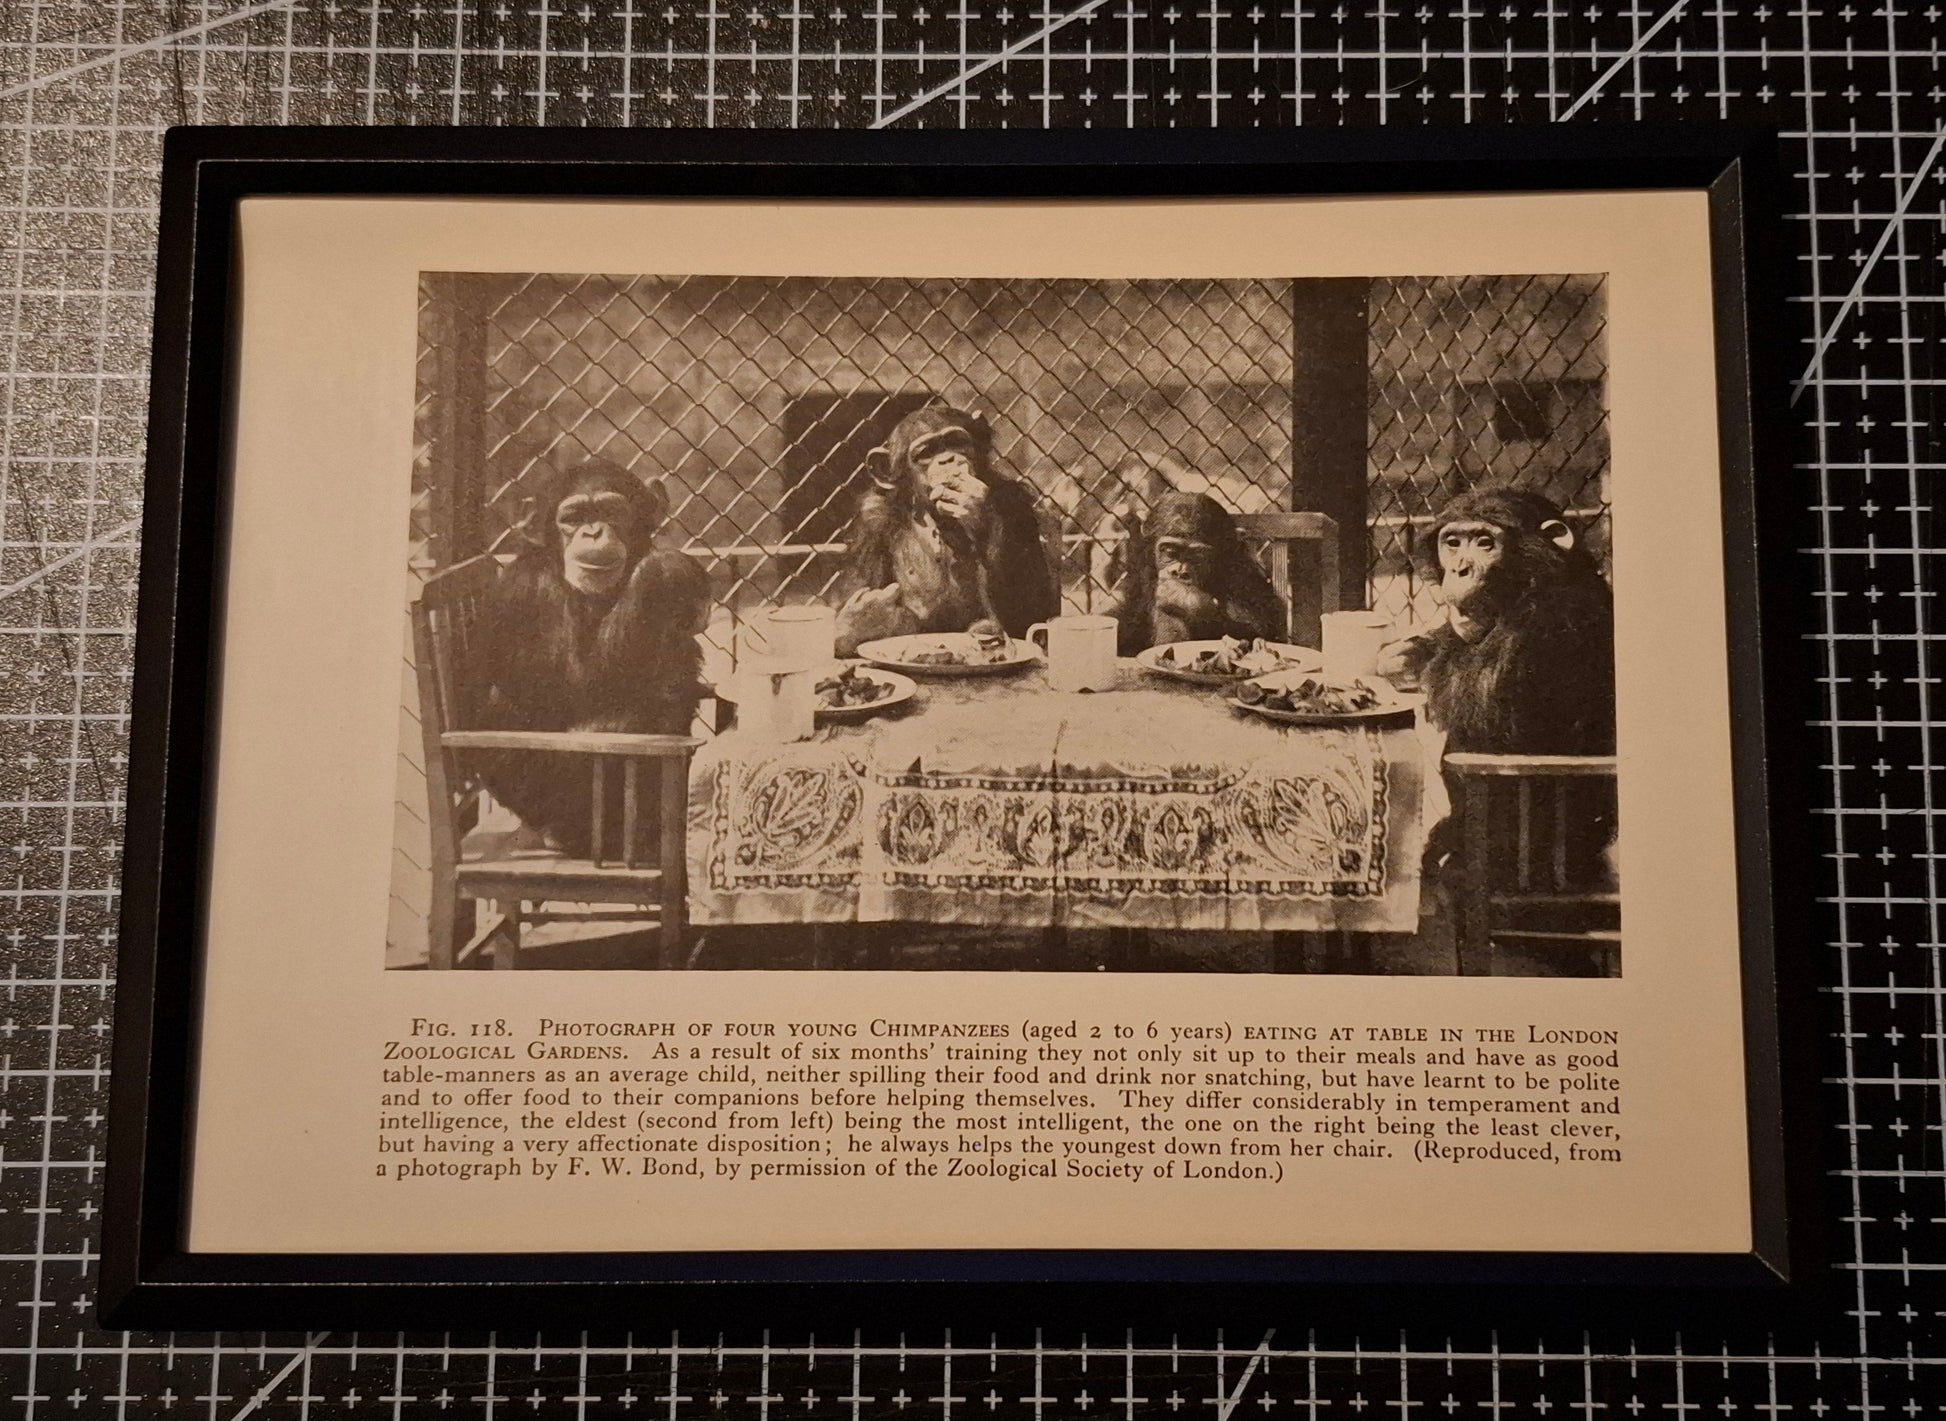 Fig. 118. Photograph of four young Chimpanzees (aged 2 to 6 years) eating at table in the London
Zoological Gardens. As a result of six months' training they not only sit up to their meals and have as good
table-manners as an average child, neither spilling their food and drink nor snatching, but have learnt to be polite
and to offer food to their companions before helping themselves. They differ considerably in temperament and
intelligence, the eldest (second from left) being the most intelligent, the one on the right being the least clever,
but having a very affectionate disposition; he always helps the youngest down from her chair. (Reproduced, from
a photograph by F. W. Bond, by permission of the Zoological Society of London.)